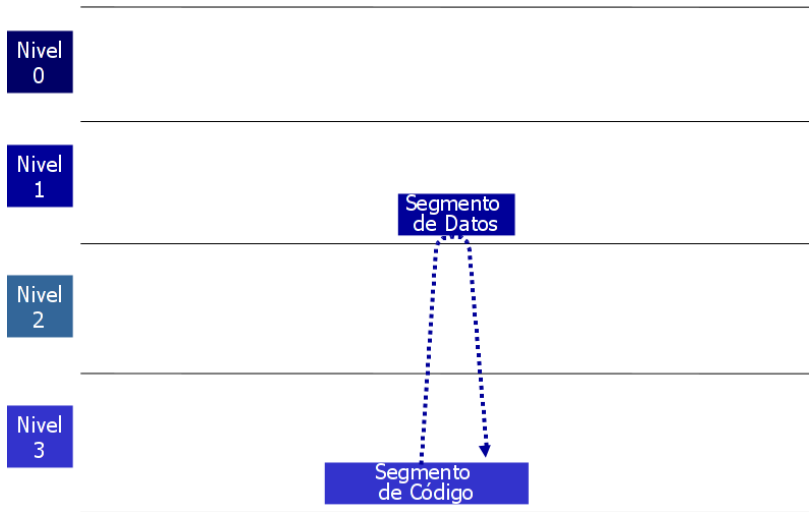 Nivel
0
Nivel
1
Segmento
de Datos
Nivel
2
Nivel
3
Segmento
de Código